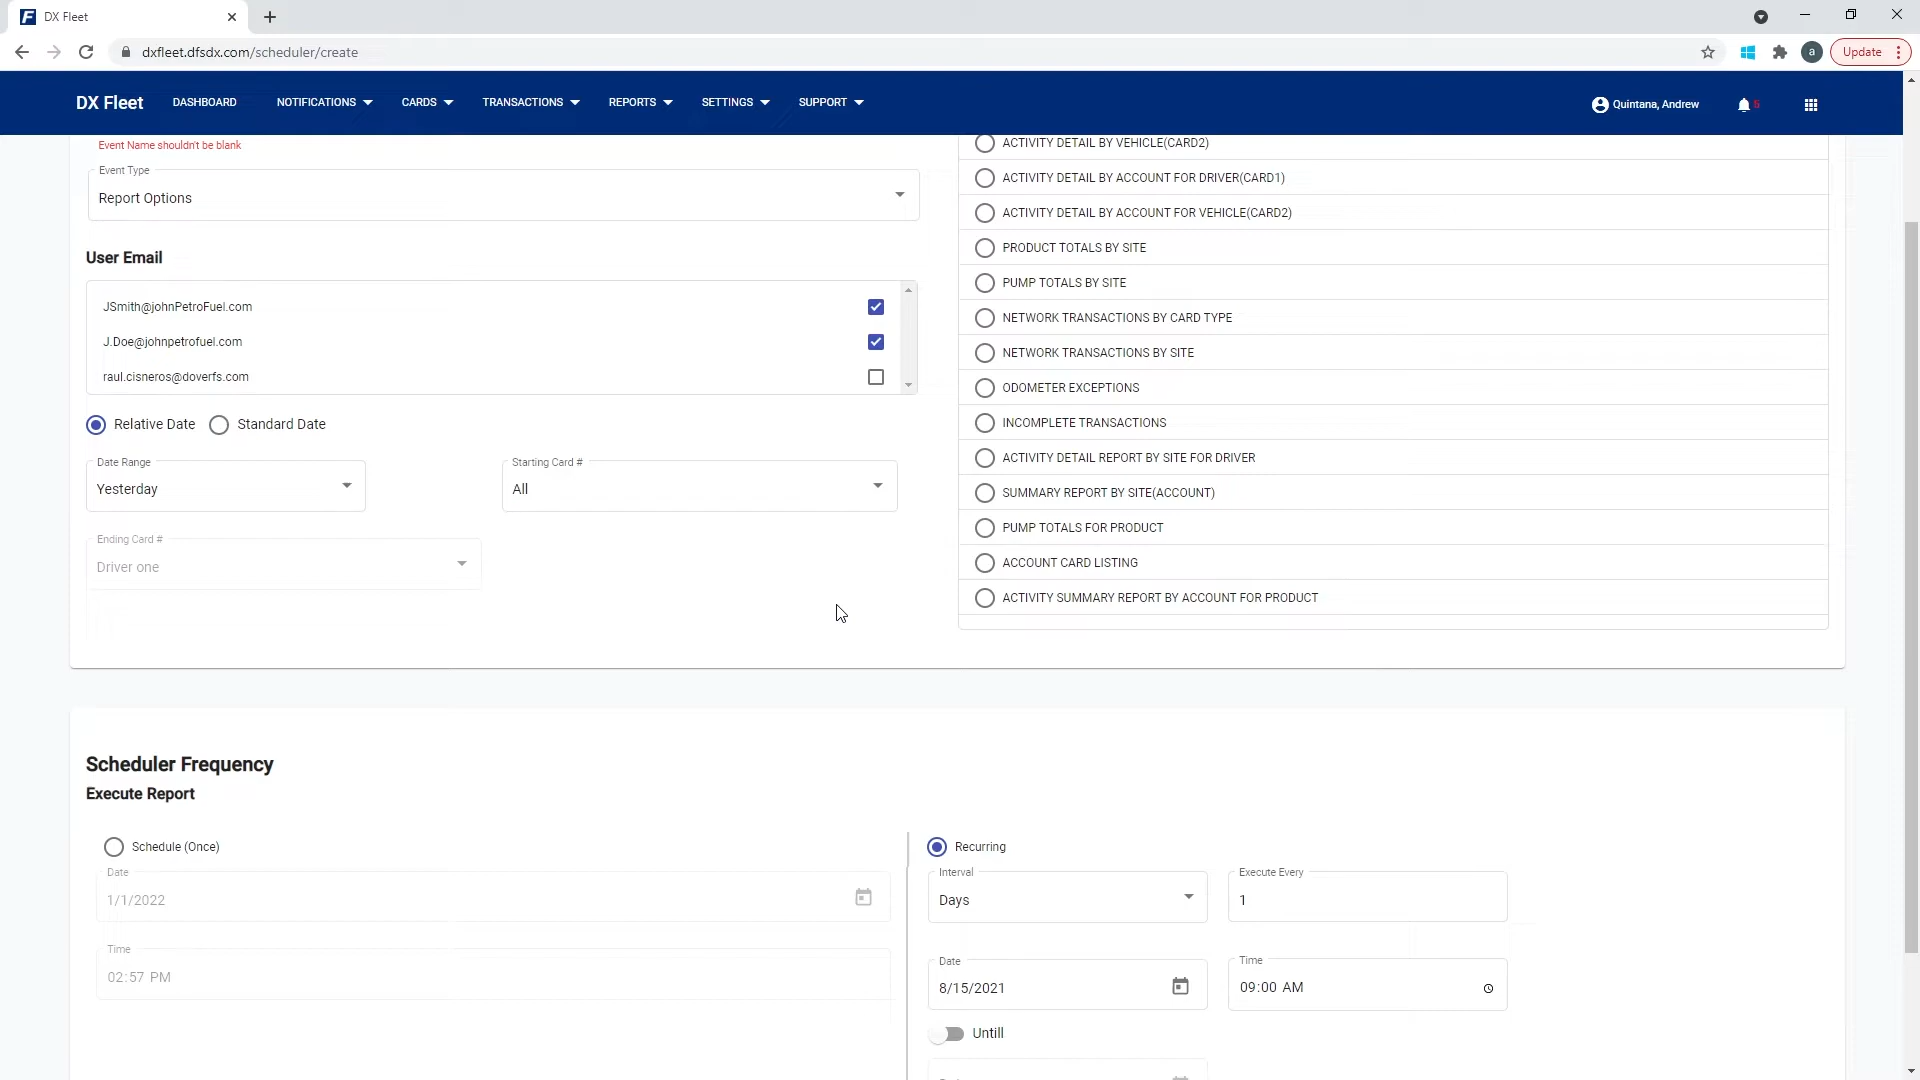 DX Fleet
dxfleet.dfsdx.com/scheduler/create
a
Update
DX Fleet
DASHBOARD
NOTIFICATIONS
CARDS
TRANSACTIONS
REPORTS
SETTINGS
SUPPORT
Quintana, Andrew
5
Event Name shouldn't be blank
Event Type
Report Options
User Email
JSmith@johnPetroFuel.com
J.Doe@johnpetrofuel.com
raul.cisneros@doverfs.com
Relative Date
Standard Date
Date Range
Yesterday
Starting Card #
All
Ending Card #
Driver one
ACTIVITY DETAIL BY VEHICLE(CARD2)
ACTIVITY DETAIL BY ACCOUNT FOR DRIVER(CARD1)
ACTIVITY DETAIL BY ACCOUNT FOR VEHICLE(CARD2)
PRODUCT TOTALS BY SITE
PUMP TOTALS BY SITE
NETWORK TRANSACTIONS BY CARD TYPE
NETWORK TRANSACTIONS BY SITE
ODOMETER EXCEPTIONS
INCOMPLETE TRANSACTIONS
ACTIVITY DETAIL REPORT BY SITE FOR DRIVER
SUMMARY REPORT BY SITE(ACCOUNT)
PUMP TOTALS FOR PRODUCT
ACCOUNT CARD LISTING
ACTIVITY SUMMARY REPORT BY ACCOUNT FOR PRODUCT
Scheduler Frequency
Execute Report
Schedule (Once)
Date
1/1/2022
Time
02:57 PM
Recurring
Interval
Days
Execute Every
1
Date
8/15/2021
Time
09:00 AM
Untill